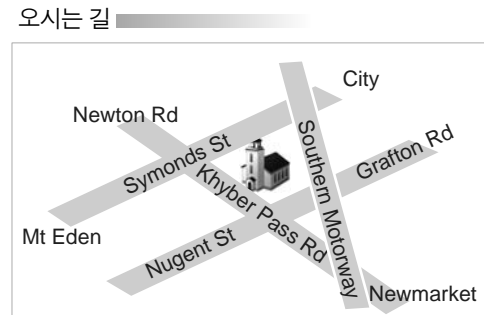 오시는 길
City
Newton Rd
Symonds St
Southern Motorway
Grafton Rd
Khyber Pass Rd
Mt Eden
Nugent St
Newmarket